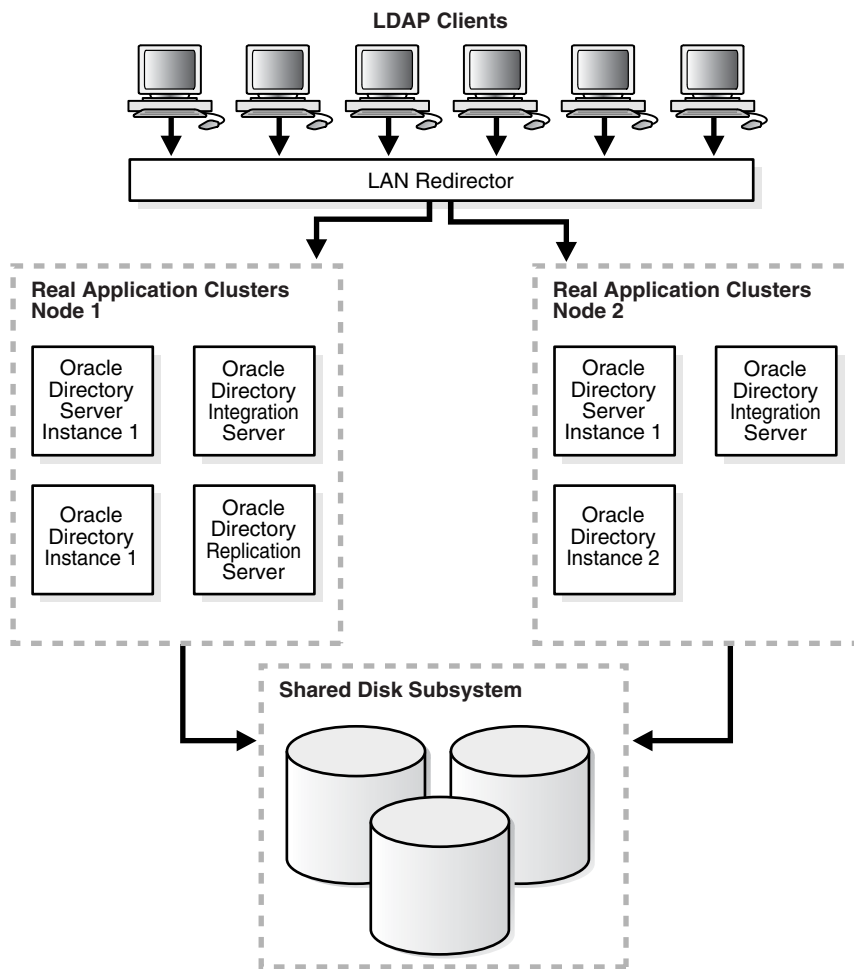 LDAP Clients
LAN Redirector
Real Application Clusters
Node 1
Oracle
Directory
Server
Instance 1
Oracle
Directory
Integration
Server
Oracle
Directory
Instance 1
Oracle
Directory
Replication
Server
Real Application Clusters
Node 2
Oracle
Directory
Server
Instance 1
Oracle
Directory
Integration
Server
Oracle
Directory
Instance 2
Shared Disk Subsystem